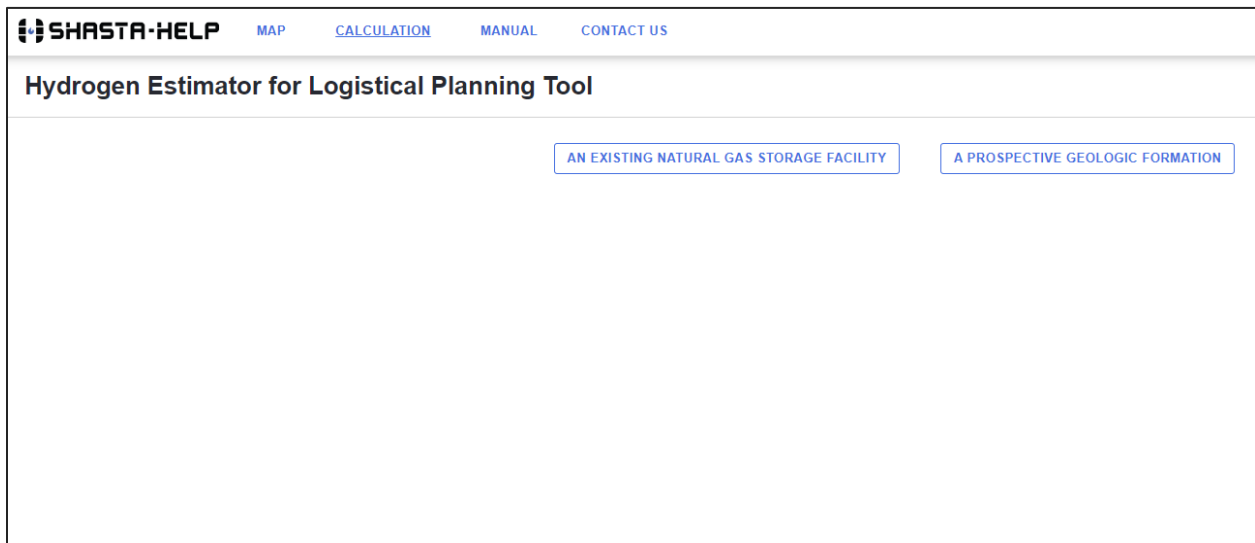 SHASTA-HELP MAP CALCULATION MANUAL CONTACT US
Hydrogen Estimator for Logistical Planning Tool
AN EXISTING NATURAL GAS STORAGE FACILITY A PROSPECTIVE GEOLOGIC FORMATION